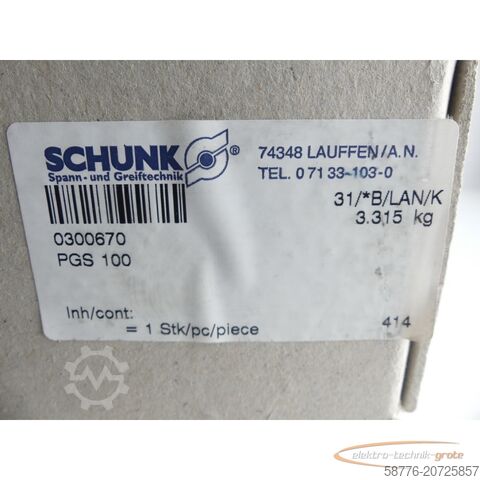 SCHUNK ®
Spann- und Greiftechnik
74348 LAUFFEN/A.N.
TEL. 0 71 33-103-0
31/*B/LAN/K
3.315 kg
0300670
PGS 100
Inh/cont:
= 1 Stk/pc/piece
414
elektro-technik-grote
58776-20725857